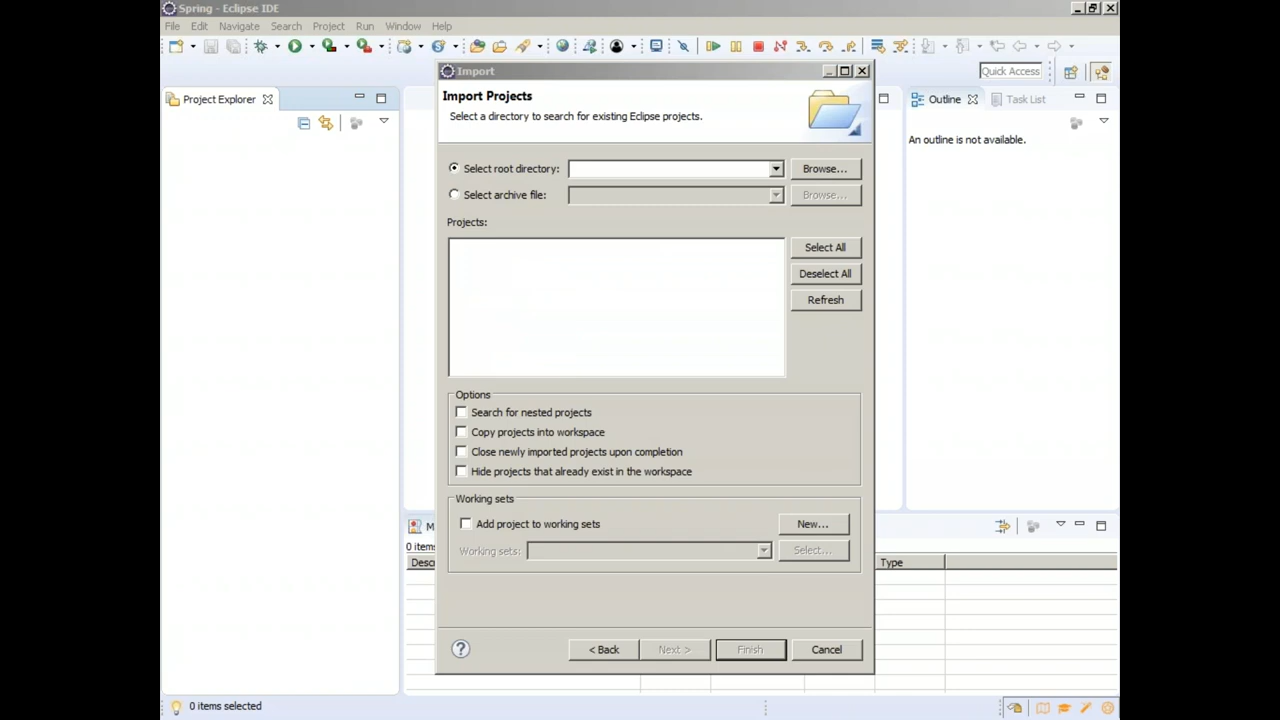 Spring - Eclipse IDE
File Edit Navigate Search Project Run Window Help
Quick Access
Project Explorer
Outline
Task List
An outline is not available.
Import
Import Projects
Select a directory to search for existing Eclipse projects.
Select root directory:
Browse...
Select archive file:
Browse...
Projects:
Select All
Deselect All
Refresh
Options
Search for nested projects
Copy projects into workspace
Close newly imported projects upon completion
Hide projects that already exist in the workspace
Working sets
Add project to working sets
New...
Working sets:
Select...
M
0 items
Descr
Type
< Back
Next >
Finish
Cancel
0 items selected